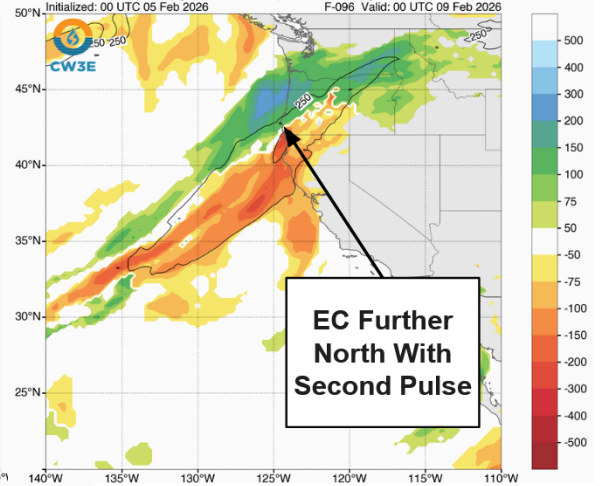 Initialized: 00 UTC 05 Feb 2026 F-096 Valid: 00 UTC 09 Feb 2026
50°N
250 250
250
CW3E
500
45°N
400
250
300
200
150
40°N
100
75
50
35°N
-50
-75
-100
EC Further
North With
Second Pulse
30°N
-150
-200
-300
25°N
-400
-500
140°W 135°W 130°W 125°W 120°W 115°W 110°W